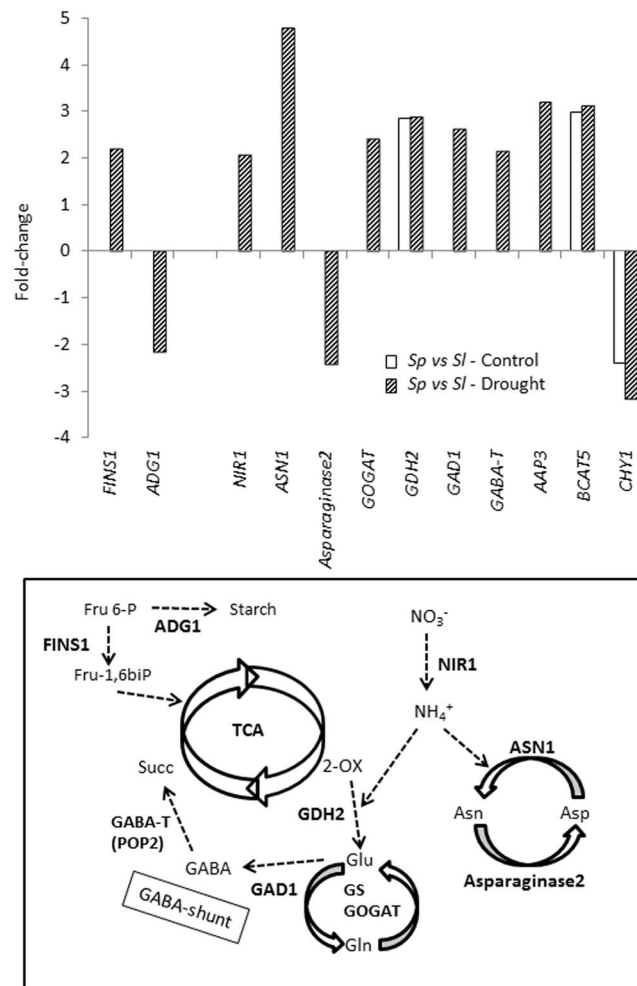 5
4
3
2
1
0
-1
-2
-3
-4
Fold-change
Sp vs Sl - Control
Sp vs Sl - Drought
FINS1
ADG1
NIR1
ASN1
Asparaginase2
GOGAT
GDH2
GAD1
GABA-T
AAP3
BCAT5
CHY1
Fru 6-P
Starch
ADG1
FINS1
Fru-1,6biP
NO₃⁻
NIR1
NH₄⁺
TCA
ASN1
Succ
2-OX
GDH2
Asn
Asp
GABA-T
(POP2)
GABA
Glu
GAD1
GS
GOGAT
Asparaginase2
GABA-shunt
Gln